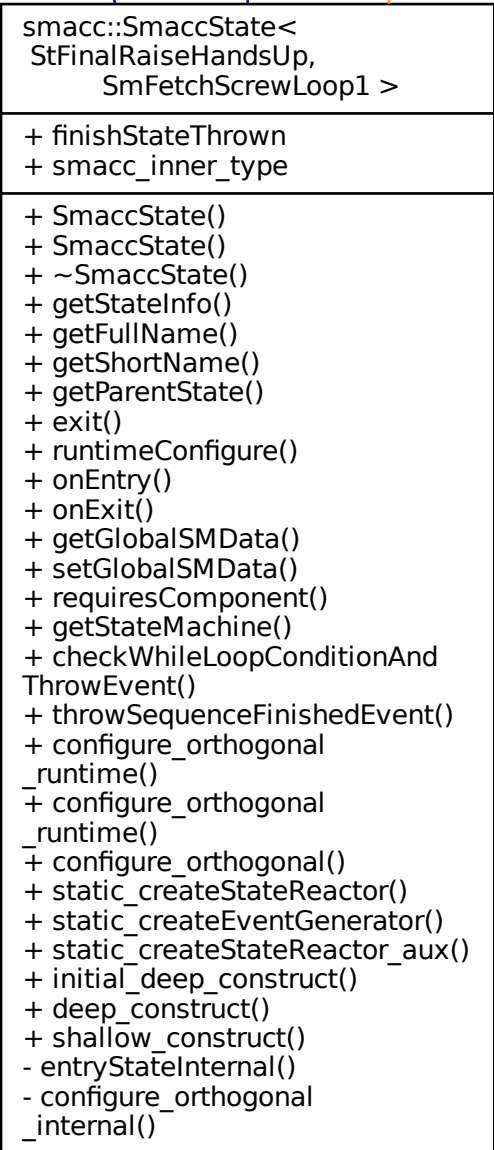 smacc::SmaccState<
StFinalRaiseHandsUp,
SmFetchScrewLoop1 >
+ finishStateThrown
+ smacc_inner_type
+ SmaccState()
+ SmaccState()
+ ~SmaccState()
+ getStateInfo()
+ getFullName()
+ getShortName()
+ getParentState()
+ exit()
+ runtimeConfigure()
+ onEntry()
+ onExit()
+ getGlobalSMData()
+ setGlobalSMData()
+ requiresComponent()
+ getStateMachine()
+ checkWhileLoopConditionAnd
ThrowEvent()
+ throwSequenceFinishedEvent()
+ configure_orthogonal
_runtime()
+ configure_orthogonal
_runtime()
+ configure_orthogonal()
+ static_createStateReactor()
+ static_createEventGenerator()
+ static_createStateReactor_aux()
+ initial_deep_construct()
+ deep_construct()
+ shallow_construct()
- entryStateInternal()
- configure_orthogonal
_internal()